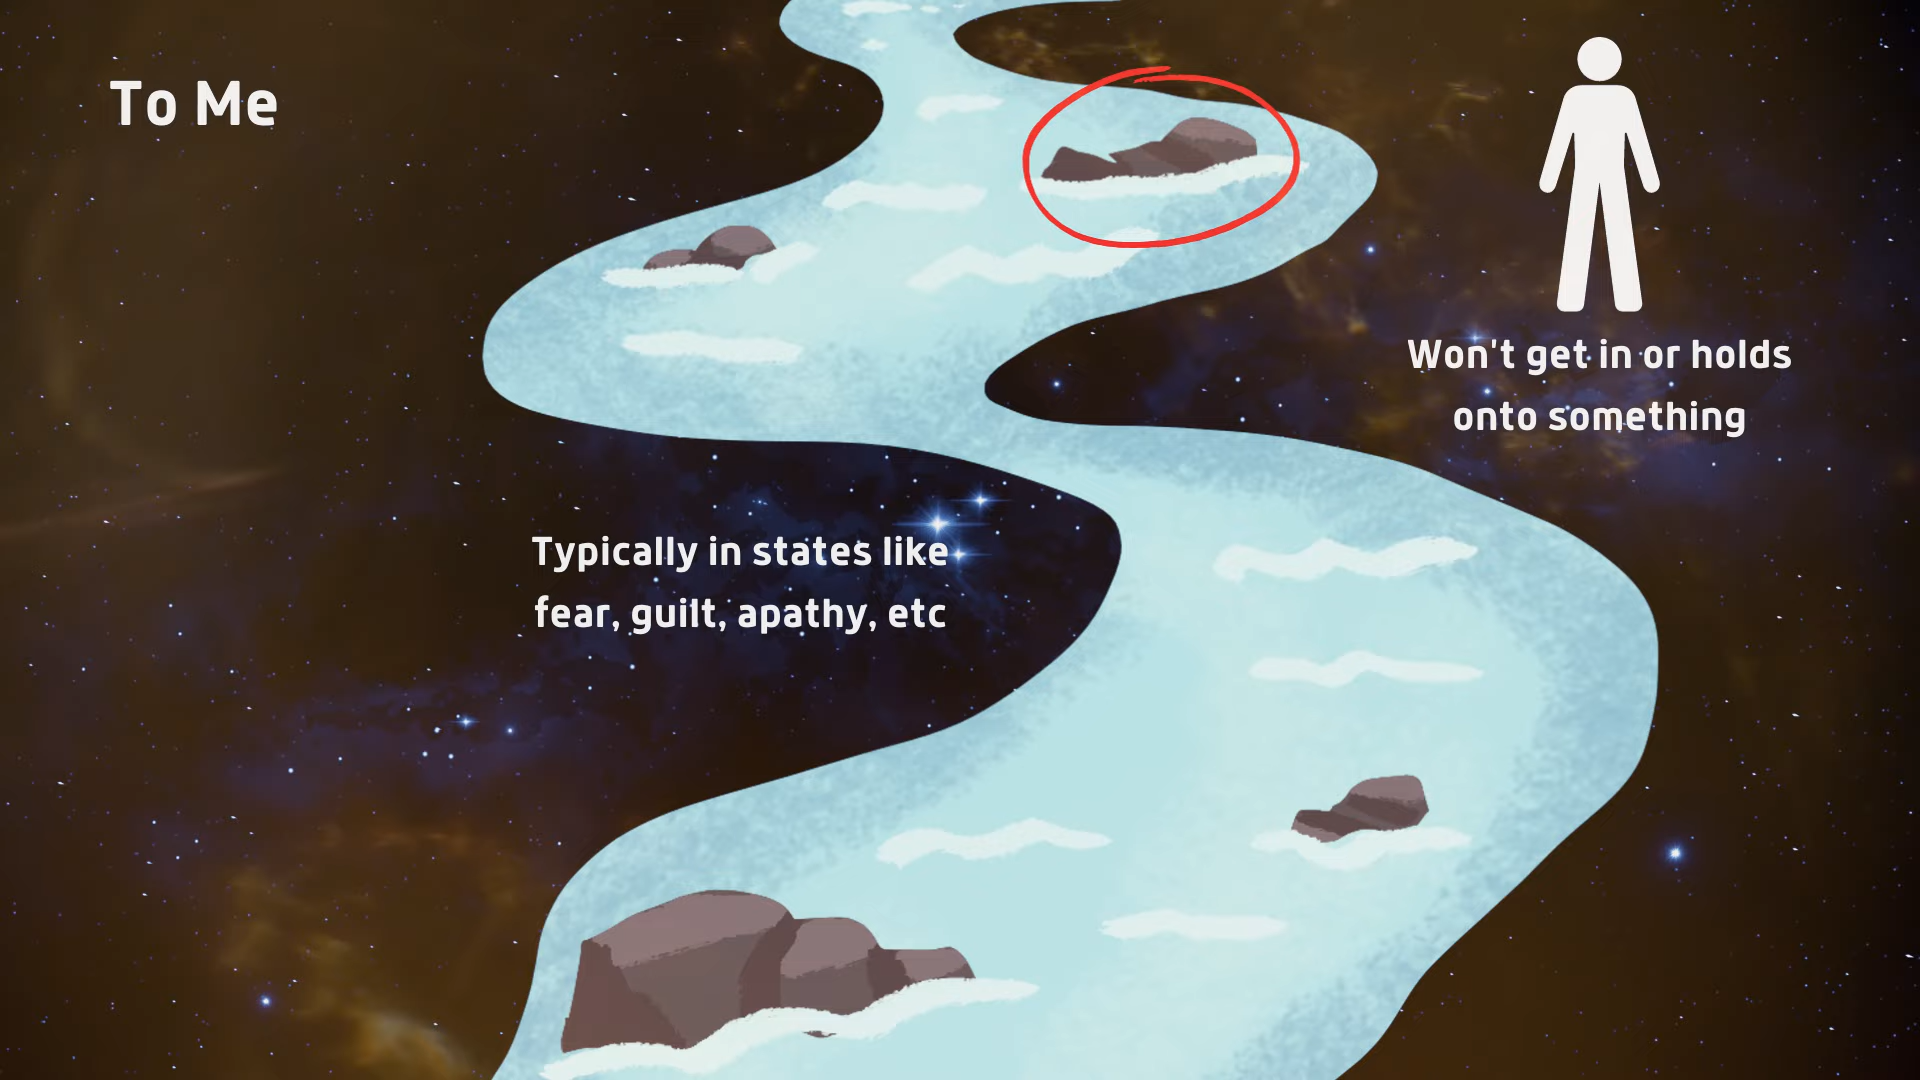 To Me
Won't get in or holds
onto something
Typically in states like
fear, guilt, apathy, etc